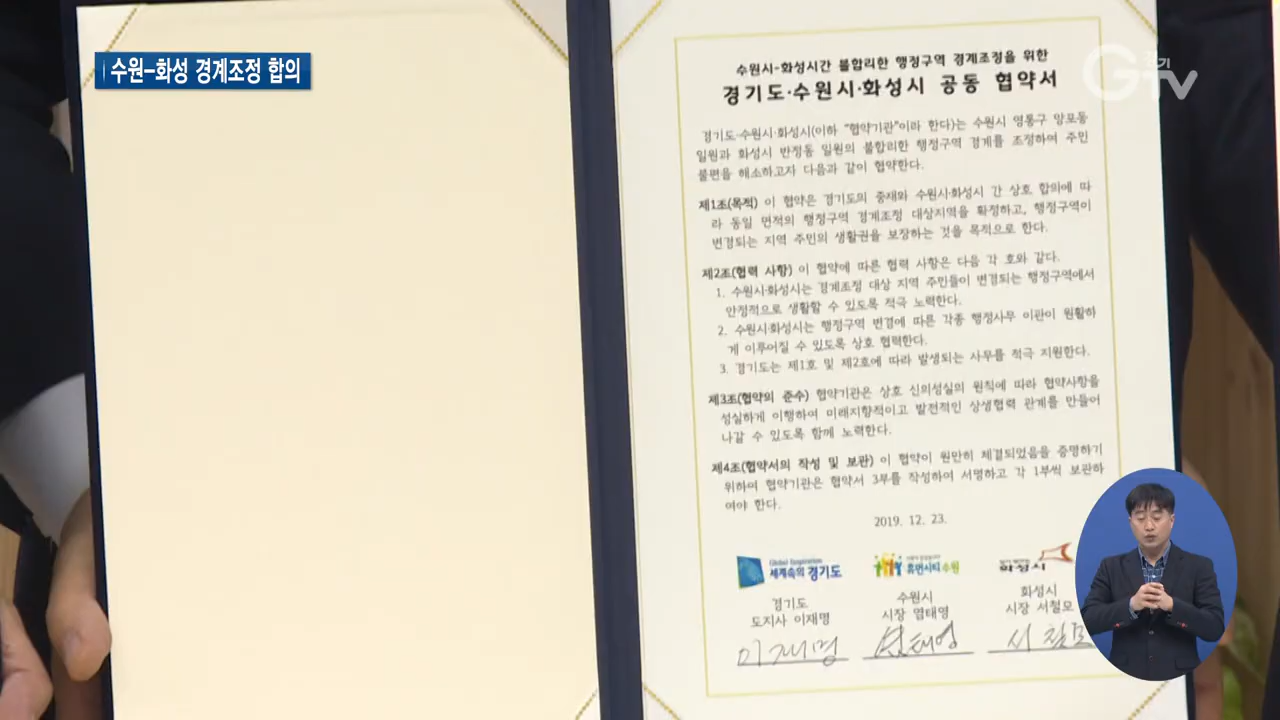 수원-화성 경계조정 합의
경기
GTV
수원시-화성시간 불합리한 행정구역 경계조정을 위한
경기도·수원시·화성시 공동 협약서
경기도·수원시·화성시(이하 "협약기관"이라 한다)는 수원시 영통구 망포동
일원과 화성시 반정동 일원의 불합리한 행정구역 경계를 조정하여 주민
불편을 해소하고자 다음과 같이 협약한다.
제1조(목적) 이 협약은 경기도의 중재와 수원시·화성시 간 상호 합의에 따
라 동일 면적의 행정구역 경계조정 대상지역을 확정하고, 행정구역이
변경되는 지역 주민의 생활권을 보장하는 것을 목적으로 한다.
제2조(협력 사항) 이 협약에 따른 협력 사항은 다음 각 호와 같다.
1. 수원시·화성시는 경계조정 대상 지역 주민들이 변경되는 행정구역에서
안정적으로 생활할 수 있도록 적극 노력한다.
2. 수원시·화성시는 행정구역 변경에 따른 각종 행정사무 이관이 원활하
게 이루어질 수 있도록 상호 협력한다.
3. 경기도는 제1호 및 제2호에 따라 발생되는 사무를 적극 지원한다.
제3조(협약의 준수) 협약기관은 상호 신의성실의 원칙에 따라 협약사항을
성실하게 이행하여 미래지향적이고 발전적인 상생협력 관계를 만들어
나갈 수 있도록 함께 노력한다.
제4조(협약서의 작성 및 보관) 이 협약이 원만히 체결되었음을 증명하기
위하여 협약기관은 협약서 3부를 작성하여 서명하고 각 1부씩 보관하
여야 한다.
2019. 12. 23.
Global Inspiration
세계속의 경기도
휴먼시티 수원
화성시
경기도
도지사 이재명
수원시
시장 염태영
화성시
시장 서철모
이재명
염태영
서철모